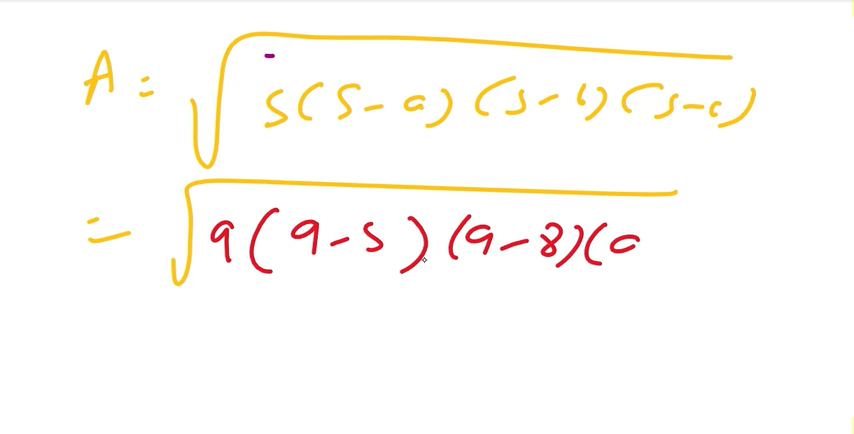 A = √s(s-a)(s-b)(s-c)
= √9(9-5)(9-8)(